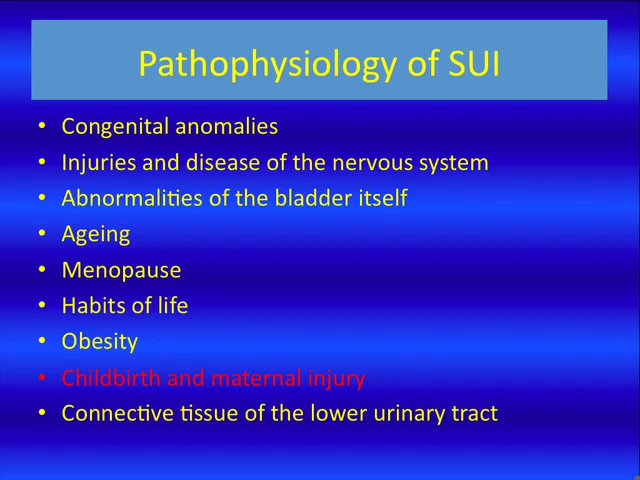 Pathophysiology of SUI
• Congenital anomalies
• Injuries and disease of the nervous system
• Abnormalities of the bladder itself
• Ageing
• Menopause
• Habits of life
• Obesity
• Childbirth and maternal injury
• Connective tissue of the lower urinary tract